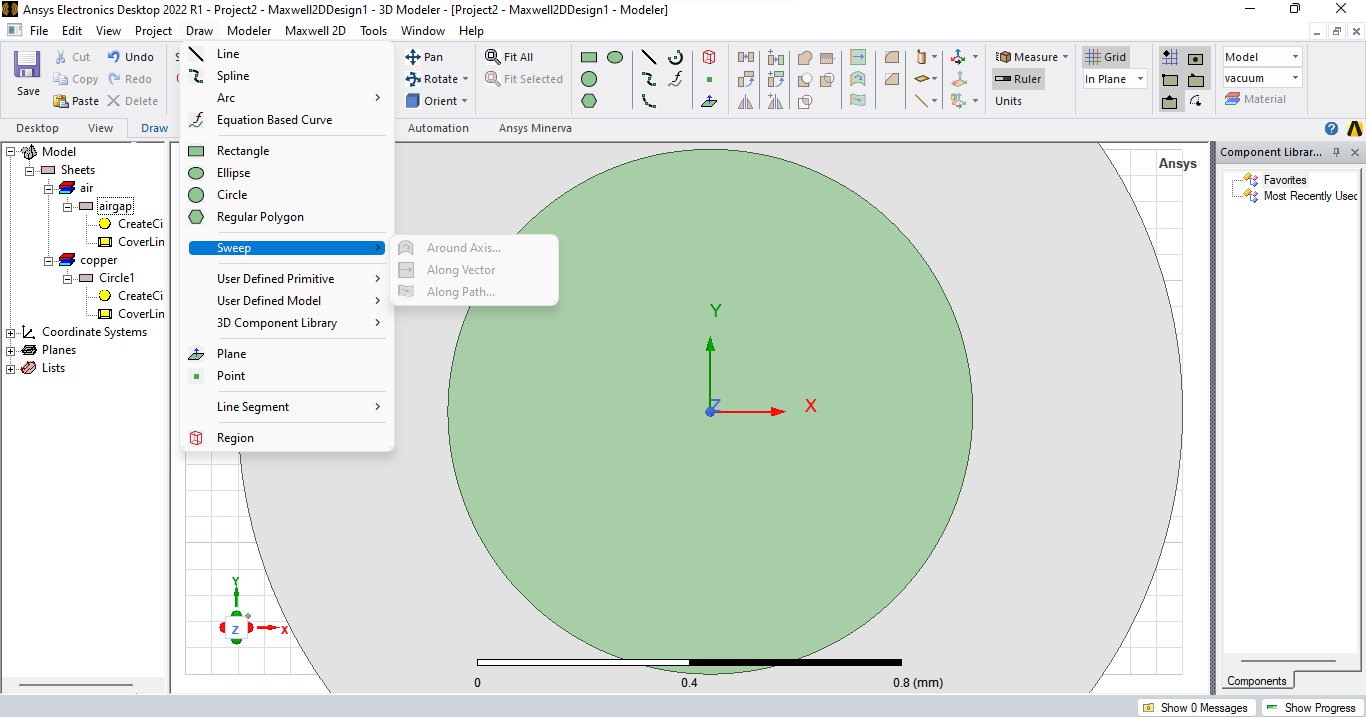 Ansys Electronics Desktop 2022 R1 - Project2 - Maxwell2DDesign1 - 3D Modeler - [Project2 - Maxwell2DDesign1 - Modeler]
File Edit View Project Draw Modeler Maxwell 2D Tools Window Help
Save
Cut
Copy
Paste
Undo
Redo
Delete
Pan
Rotate
Orient
Fit All
Fit Selected
Measure
Ruler
Units
Grid
In Plane
Model
vacuum
Material
Desktop View Draw Automation Ansys Minerva
Model
Sheets
air
airgap
CreateCi
CoverLin
copper
Circle1
CreateCi
CoverLin
Coordinate Systems
Planes
Lists
Line
Spline
Arc
Equation Based Curve
Rectangle
Ellipse
Circle
Regular Polygon
Sweep
User Defined Primitive
User Defined Model
3D Component Library
Plane
Point
Line Segment
Region
Around Axis...
Along Vector
Along Path...
Ansys
Y
Z
X
Y
Z
X
0 0.4 0.8 (mm)
Component Librar...
Favorites
Most Recently Used
Components
Show 0 Messages Show Progress